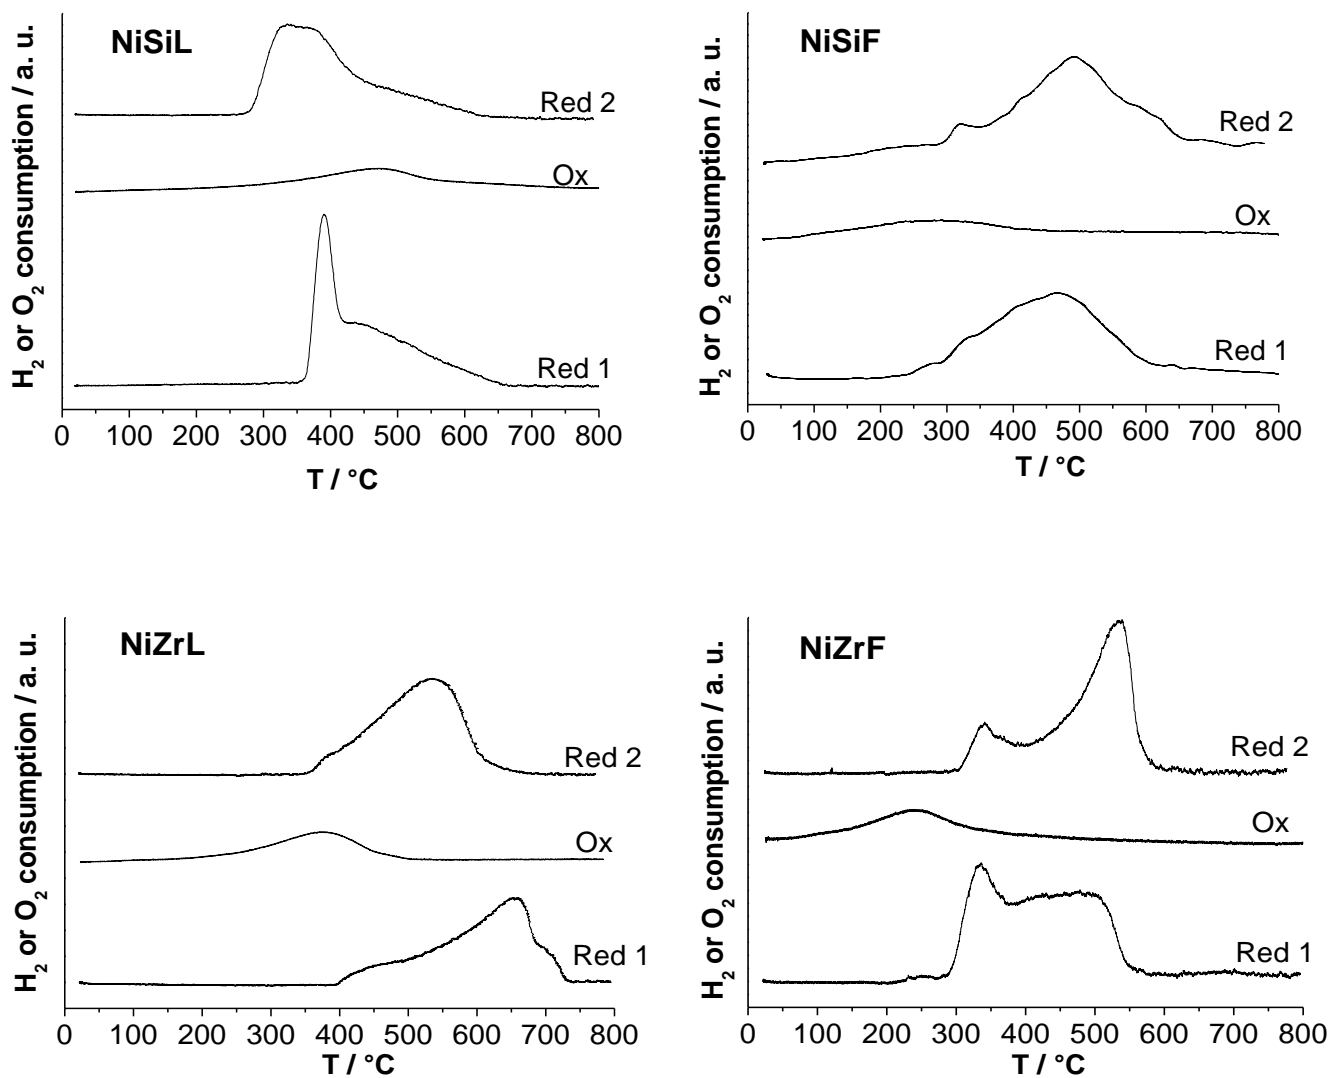 NiSiL
H2 or O2 consumption / a. u.
Red 2
Ox
Red 1
0 100 200 300 400 500 600 700 800
T / °C
NiSiF
H2 or O2 consumption / a. u.
Red 2
Ox
Red 1
0 100 200 300 400 500 600 700 800
T / °C
NiZrL
H2 or O2 consumption / a. u.
Red 2
Ox
Red 1
0 100 200 300 400 500 600 700 800
T / °C
NiZrF
H2 or O2 consumption / a. u.
Red 2
Ox
Red 1
0 100 200 300 400 500 600 700 800
T / °C